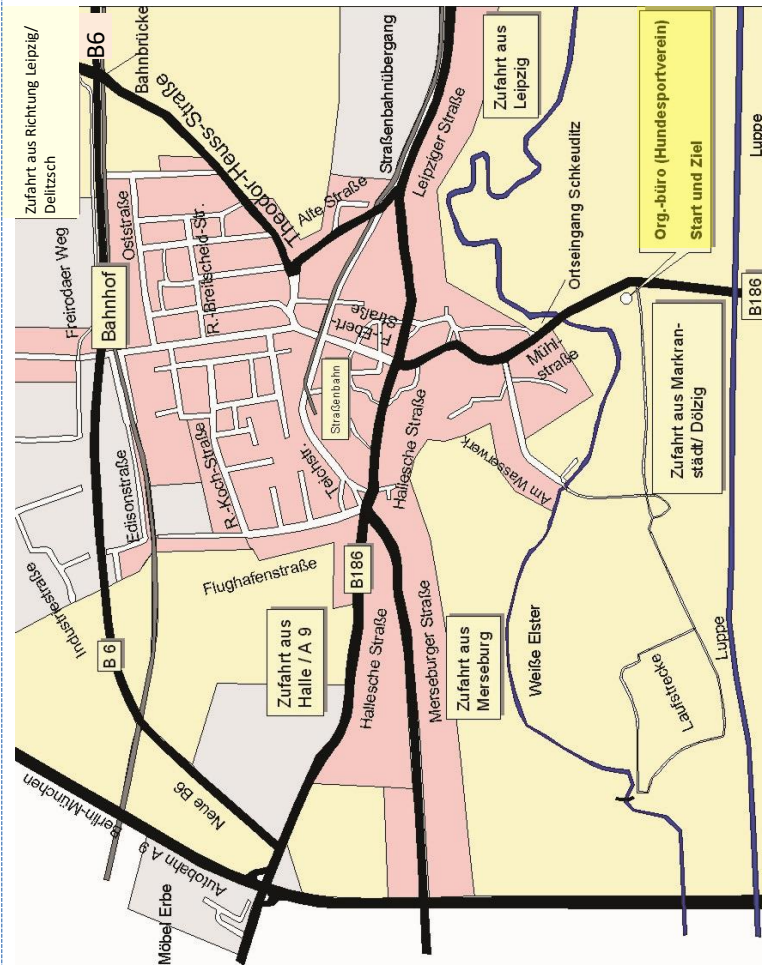 Zufahrt aus Richtung Leipzig/
Delitzsch
B6
Bahnbrücke
Theodor-Heuss-Straße
Straßenbahnübergang
Zufahrt aus
Leipzig
Org.-büro (Hundesportverein)
Start und Ziel
Luppe
Leipziger Straße
Alte Straße
Oststraße
R.-Breitscheid-Str.
Freirodaer Weg
Bahnhof
F.-Ebert-
Straße
Ortseingang Schkeuditz
B186
Mühl-
straße
Straßenbahn
Zufahrt aus Markran-
städt/ Dölzig
Hallesche Straße
Am Wasserwerk
Teichstr.
R.-Koch-Straße
Edisonstraße
Industriestraße
Flughafenstraße
B186
B 6
Zufahrt aus
Halle / A 9
Hallesche Straße
Merseburger Straße
Zufahrt aus
Merseburg
Weiße Elster
Laufstrecke
Luppe
Neue B6
Berlin-München
Autobahn A 9
Möbel Erbe